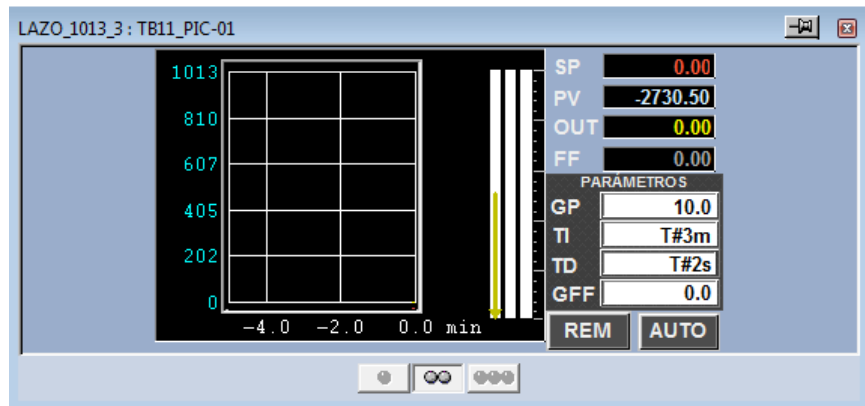 LAZO_1013_3 : TB11_PIC-01
1013
810
607
405
202
0
-4.0 -2.0 0.0 min
SP 0.00
PV -2730.50
OUT 0.00
FF 0.00
PARÁMETROS
GP 10.0
TI T#3m
TD T#2s
GFF 0.0
REM AUTO